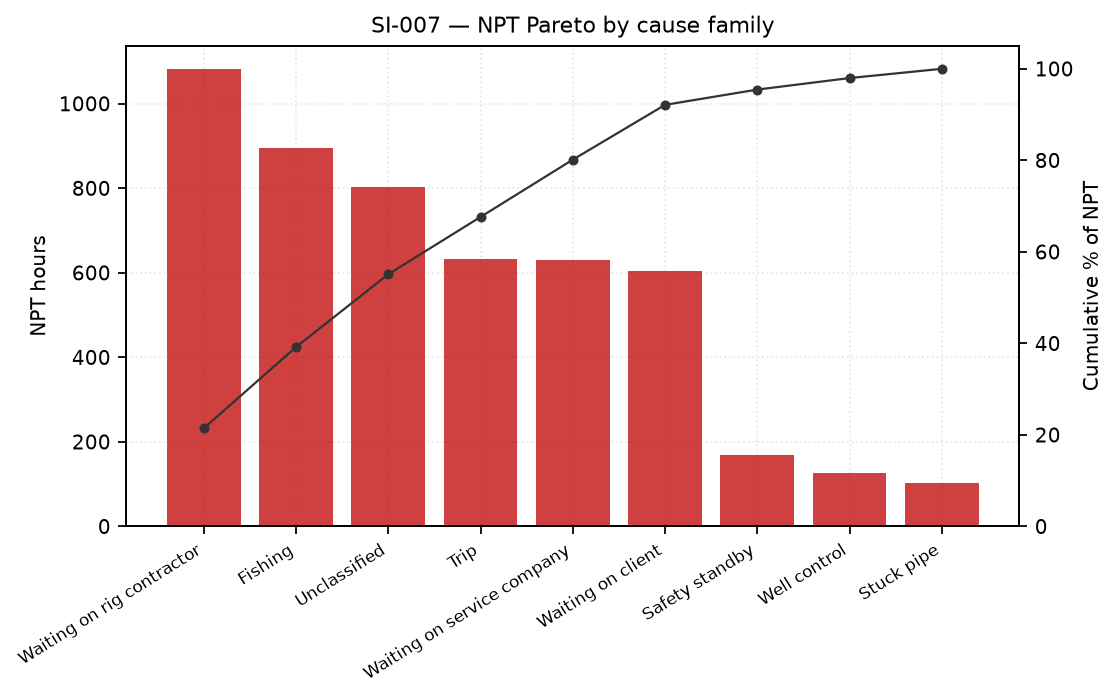 SI-007 — NPT Pareto by cause family
NPT hours
1000
800
600
400
200
0
100
80
60
40
20
0
Cumulative % of NPT
Waiting on rig contractor
Fishing
Unclassified
Trip
Waiting on service company
Waiting on client
Safety standby
Well control
Stuck pipe